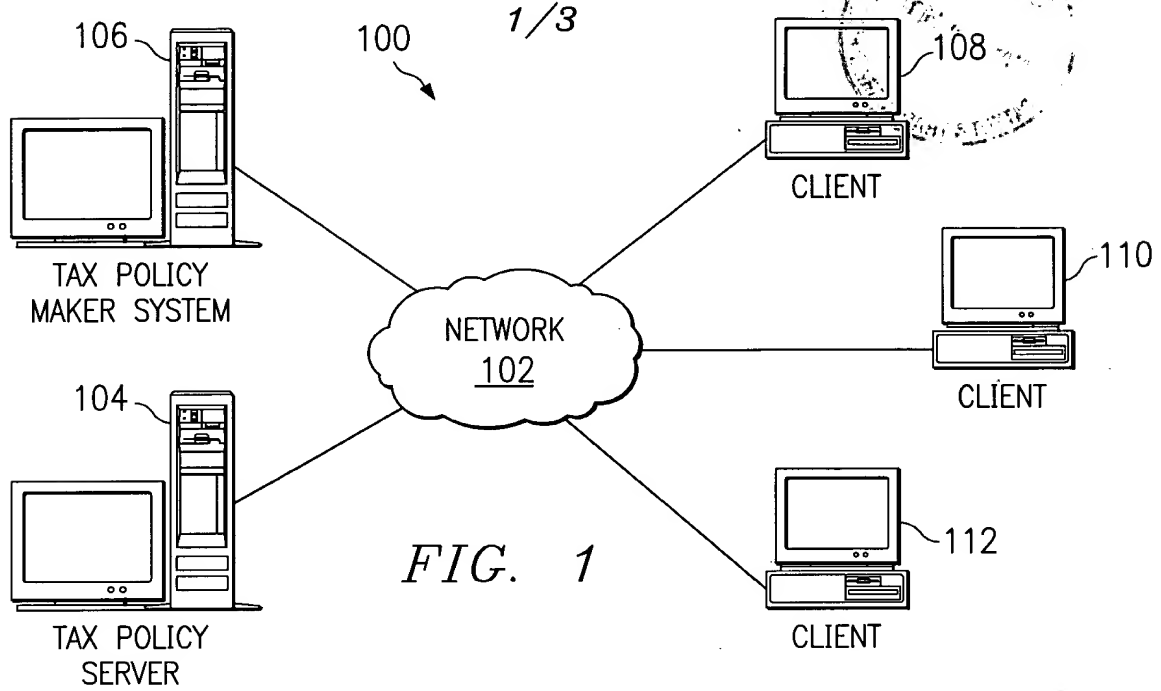 1/3
106
100
108
CLIENT
TAX POLICY
MAKER SYSTEM
110
CLIENT
NETWORK
102
104
112
CLIENT
FIG. 1
TAX POLICY
SERVER